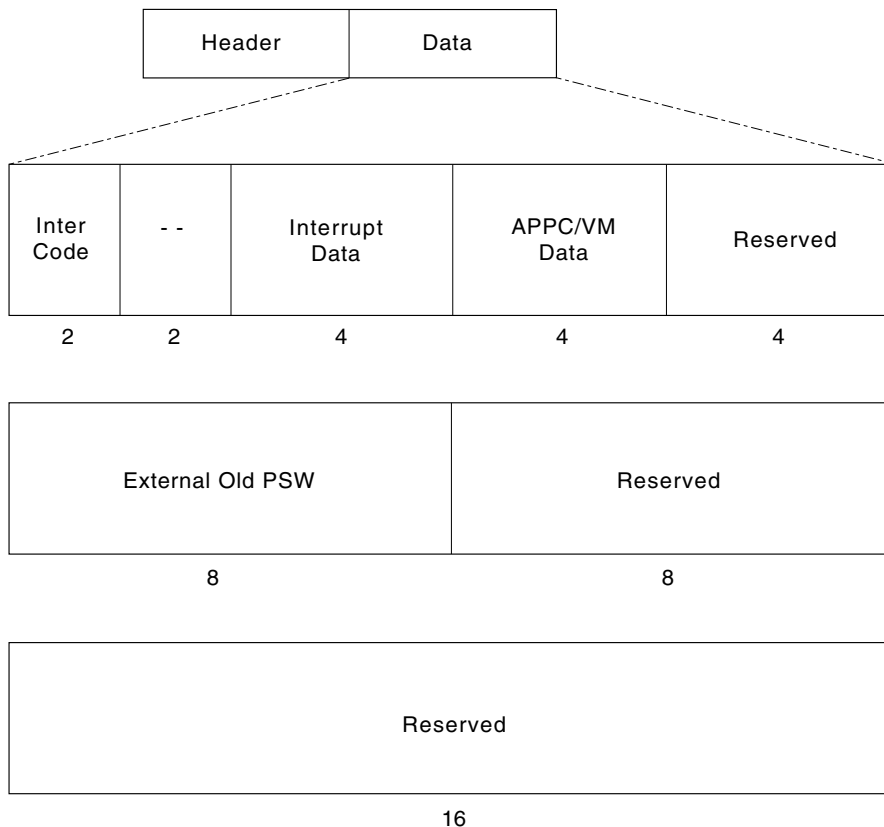 Header Data
Inter Code
- -
Interrupt Data
APPC/VM Data
Reserved
2 2 4 4 4
External Old PSW Reserved
8 8
Reserved
16